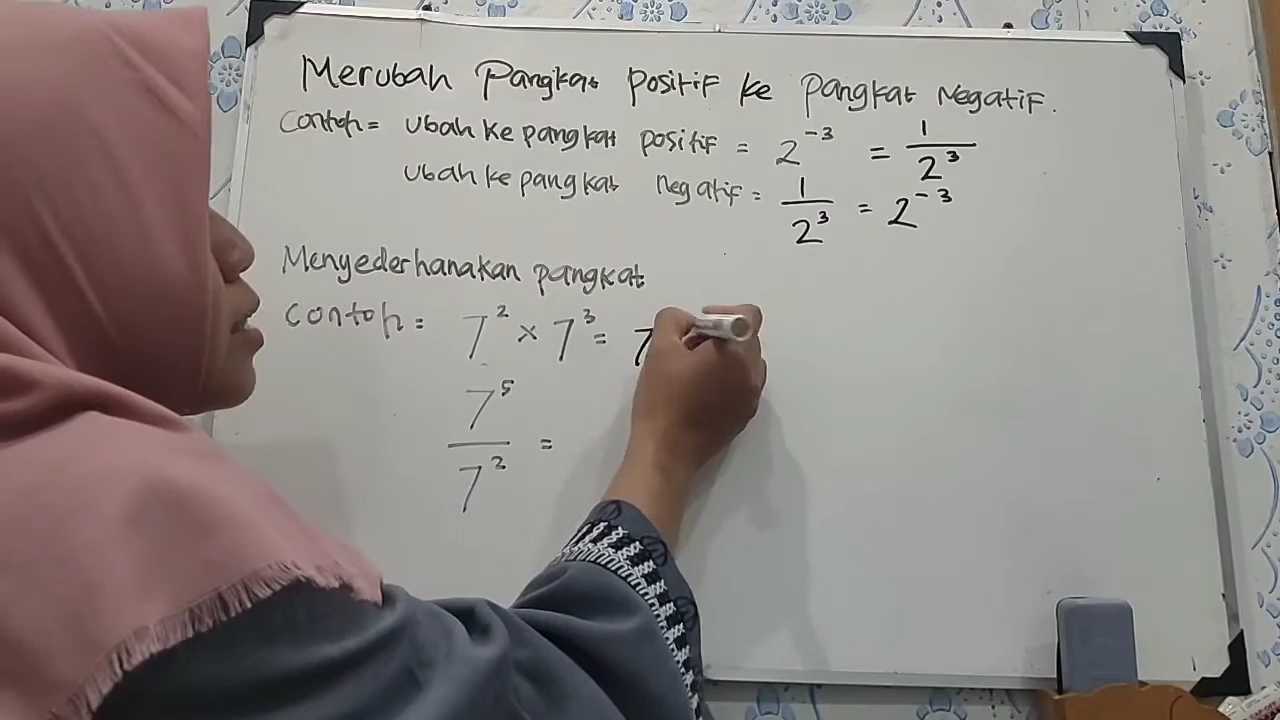 Merubah Pangkat positif ke pangkat Negatif.
Contoh = Ubah ke pangkat positif = 2⁻³ = 1/2³
Ubah ke pangkat negatif = 1/2³ = 2⁻³
Menyederhanakan pangkat
Contoh = 7² × 7³ = 7
7⁵/7² =